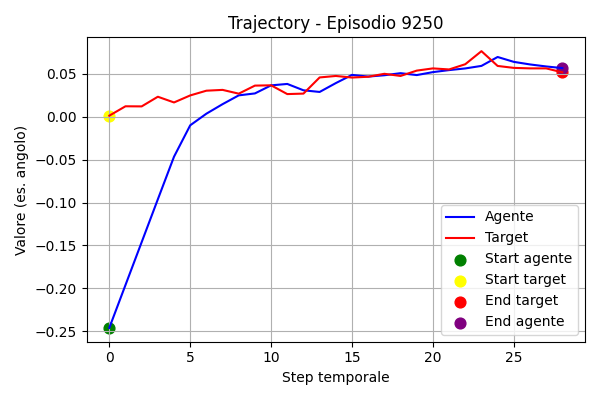 Trajectory - Episodio 9250
Valore (es. angolo)
0.05
0.00
−0.05
−0.10
−0.15
−0.20
−0.25
0
5
10
15
20
25
Step temporale
Agente
Target
Start agente
Start target
End target
End agente